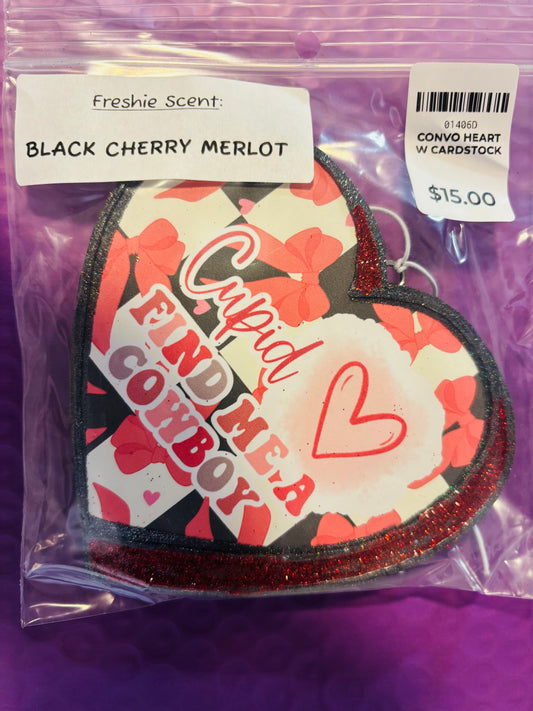 Freshie Scent:
BLACK CHERRY MERLOT
01406D
CONVO HEART
W CARDSTOCK
$15.00
Cupid
FIND ME A
COWBOY